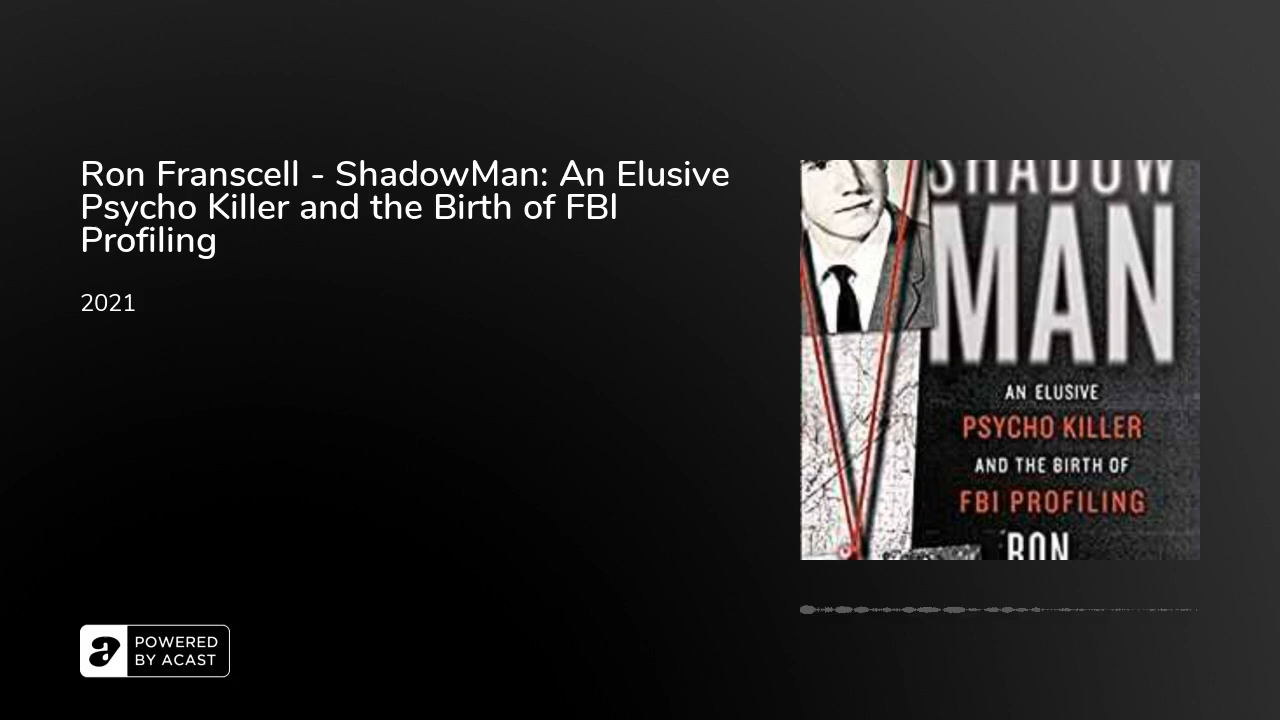 Ron Franscell - ShadowMan: An Elusive
Psycho Killer and the Birth of FBI
Profiling
2021
SHADOW
MAN
AN ELUSIVE
PSYCHO KILLER
AND THE BIRTH OF
FBI PROFILING
RON
POWERED
BY ACAST